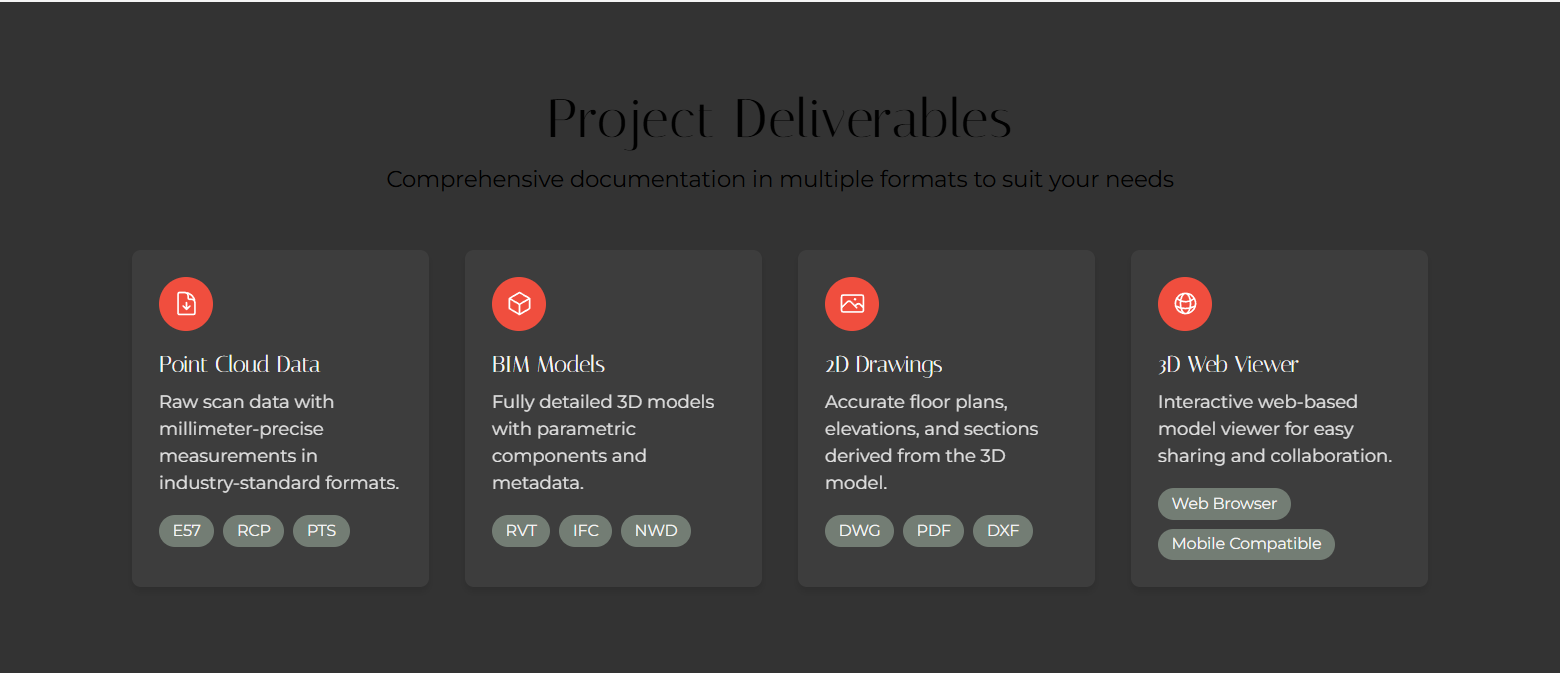 Project Deliverables
Comprehensive documentation in multiple formats to suit your needs
Point Cloud Data
Raw scan data with
millimeter-precise
measurements in
industry-standard formats.
E57 RCP PTS
BIM Models
Fully detailed 3D models
with parametric
components and
metadata.
RVT IFC NWD
2D Drawings
Accurate floor plans,
elevations, and sections
derived from the 3D
model.
DWG PDF DXF
3D Web Viewer
Interactive web-based
model viewer for easy
sharing and collaboration.
Web Browser
Mobile Compatible